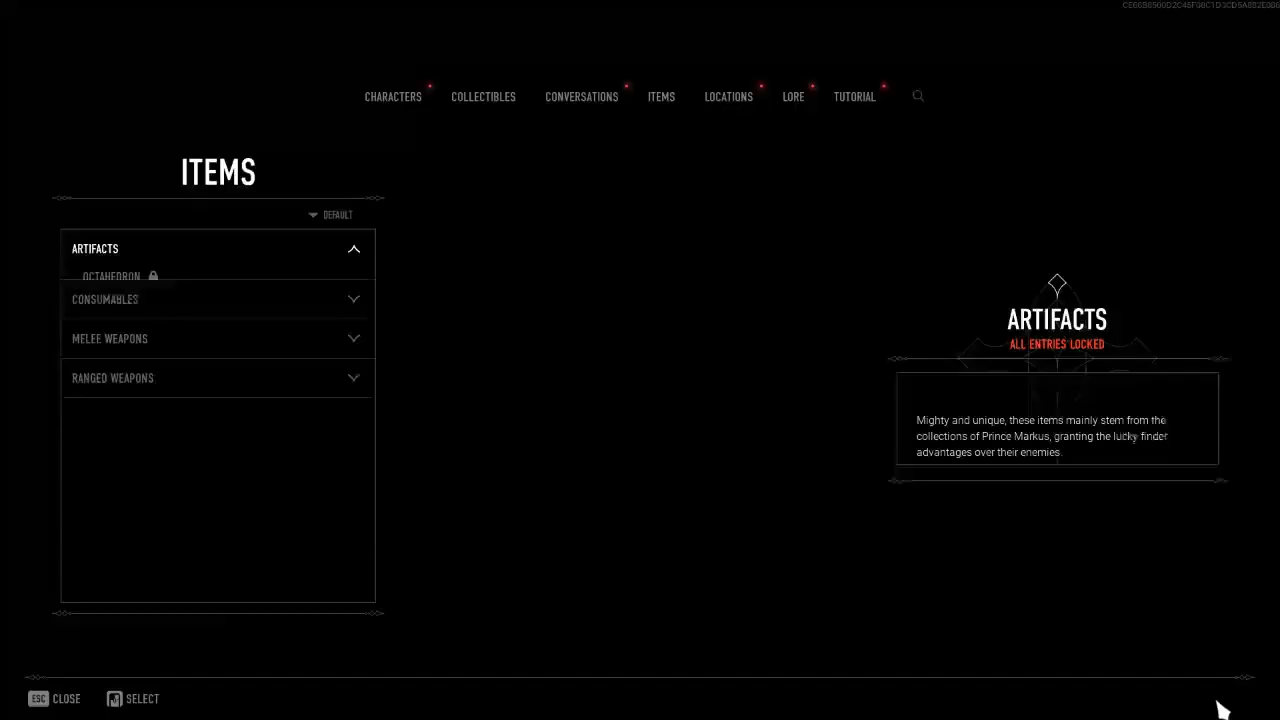 CHARACTERS COLLECTIBLES CONVERSATIONS ITEMS LOCATIONS LORE TUTORIAL
ITEMS
DEFAULT
ARTIFACTS
OCTAHEDRON
CONSUMABLES
MELEE WEAPONS
RANGED WEAPONS
ARTIFACTS
ALL ENTRIES LOCKED
Mighty and unique, these items mainly stem from the
collections of Prince Markus, granting the lucky finder
advantages over their enemies.
ESC CLOSE SELECT